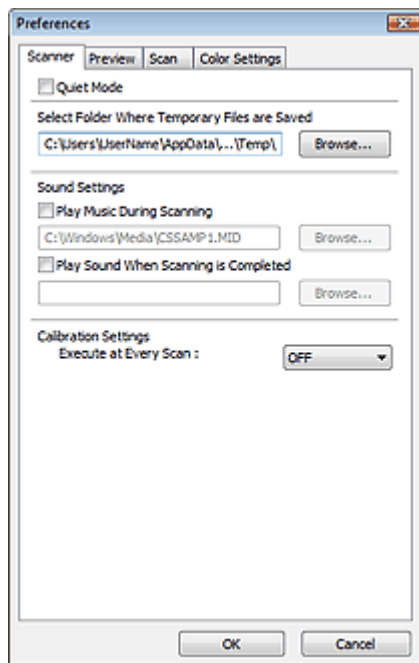 Preferences
Scanner Preview Scan Color Settings
Quiet Mode
Select Folder Where Temporary Files are Saved
C:\Users\UserName\AppData\...\Temp\ Browse...
Sound Settings
Play Music During Scanning
C:\Windows\Media\CSSAMP1.MID Browse...
Play Sound When Scanning is Completed
Browse...
Calibration Settings
Execute at Every Scan : OFF
OK Cancel